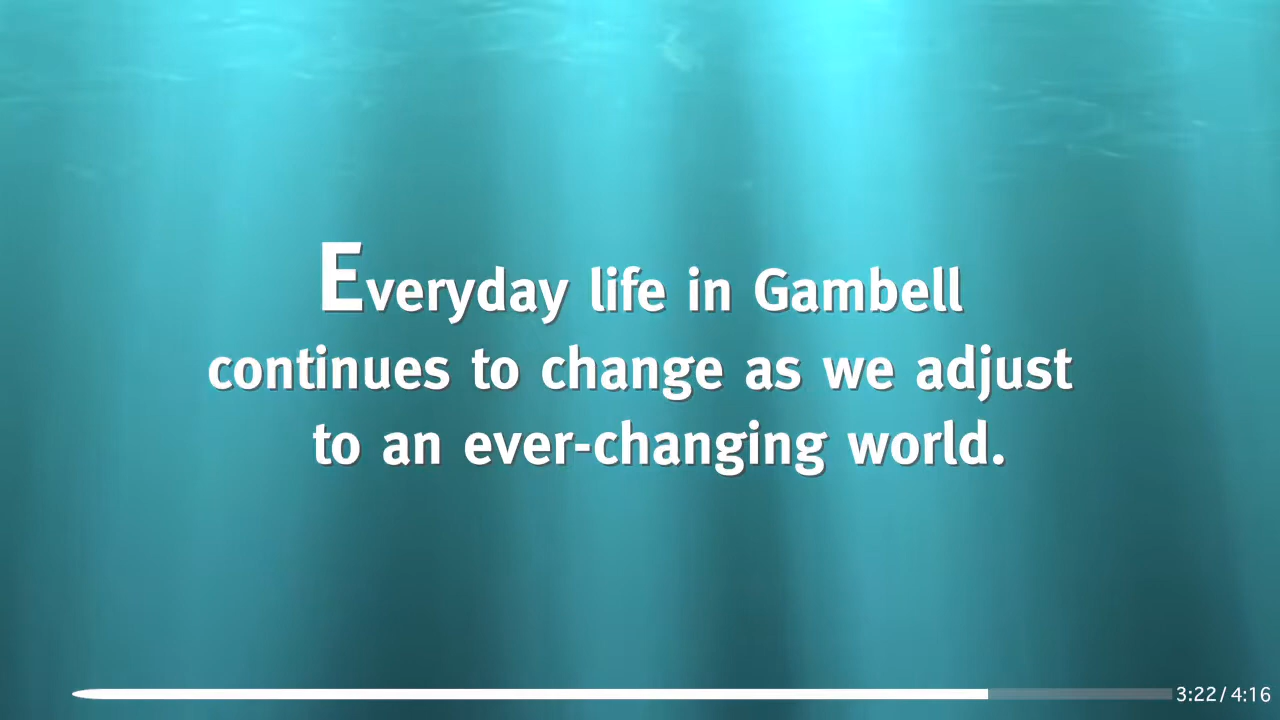 Everyday life in Gambell
continues to change as we adjust
to an ever-changing world.
3:22 / 4:16